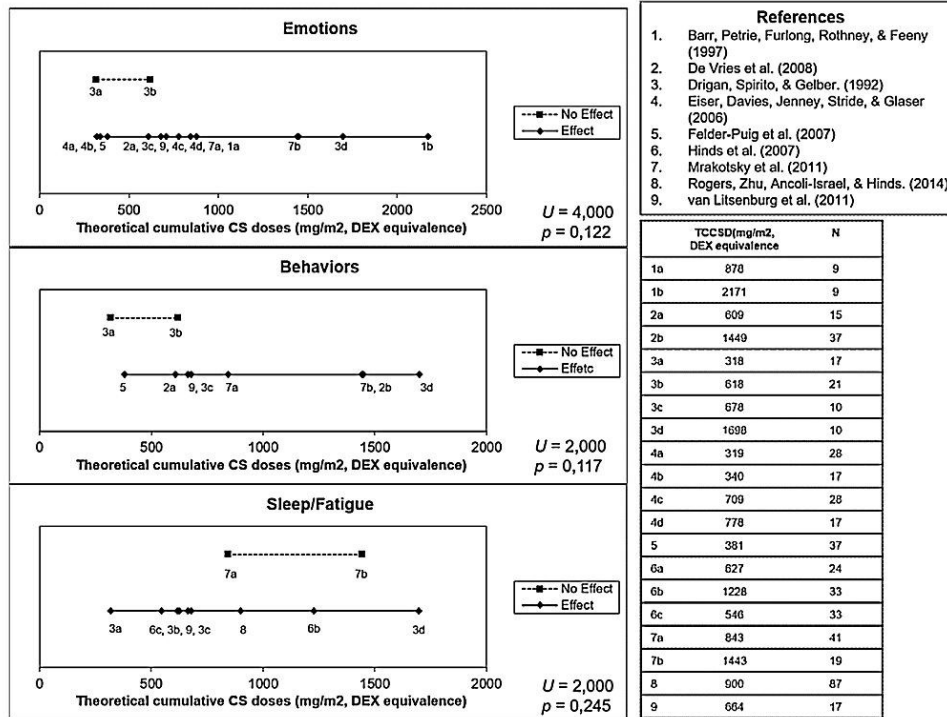 Emotions
3a 3b
No Effect
Effect
4a, 4b, 5 2a, 3c, 9, 4c, 4d, 7a, 1a 7b 3d 1b
0 500 1000 1500 2000 2500
Theoretical cumulative CS doses (mg/m2, DEX equivalence)
U = 4,000
p = 0,122
Behaviors
3a 3b
No Effect
Effetc
5 2a 9, 3c 7a 7b, 2b 3d
0 500 1000 1500 2000
Theoretical cumulative CS doses (mg/m2, DEX equivalence)
U = 2,000
p = 0,117
Sleep/Fatigue
7a 7b
No Effect
Effect
3a 6c, 3b, 9, 3c 8 6b 3d
0 500 1000 1500 2000
Theoretical cumulative CS doses (mg/m2, DEX equivalence)
U = 2,000
p = 0,245
References
1. Barr, Petrie, Furlong, Rothney, & Feeny
(1997)
2. De Vries et al. (2008)
3. Drigan, Spirito, & Gelber. (1992)
4. Eiser, Davies, Jenney, Stride, & Glaser
(2006)
5. Felder-Puig et al. (2007)
6. Hinds et al. (2007)
7. Mrakotsky et al. (2011)
8. Rogers, Zhu, Ancoli-Israel, & Hinds. (2014)
9. van Litsenburg et al. (2011)
TCCSD(mg/m2, N
DEX equivalence
1a 878 9
1b 2171 9
2a 609 15
2b 1449 37
3a 318 17
3b 618 21
3c 678 10
3d 1698 10
4a 319 28
4b 340 17
4c 709 28
4d 778 17
5 381 37
6a 627 24
6b 1228 33
6c 546 33
7a 843 41
7b 1443 19
8 900 87
9 664 17